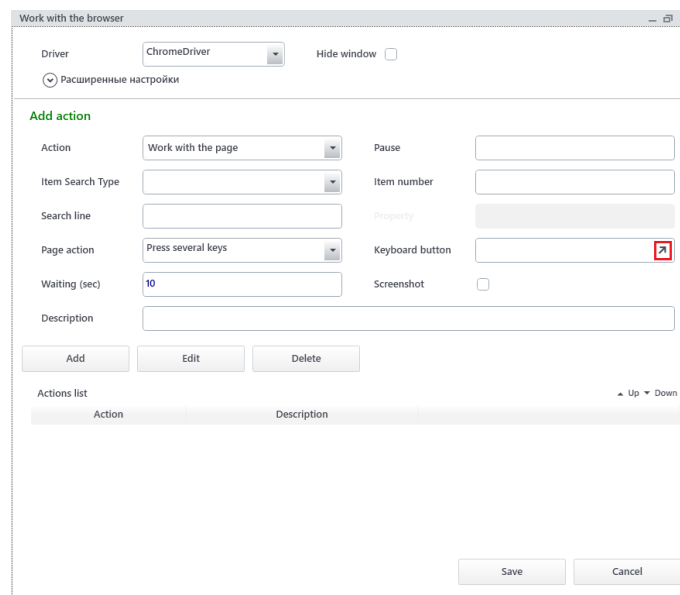 Work with the browser
Driver ChromeDriver Hide window
Расширенные настройки
Add action
Action Work with the page Pause
Item Search Type Item number
Search line Property
Page action Press several keys Keyboard button
Waiting (sec) 10 Screenshot
Description
Add Edit Delete
Actions list Up Down
Action Description
Save Cancel